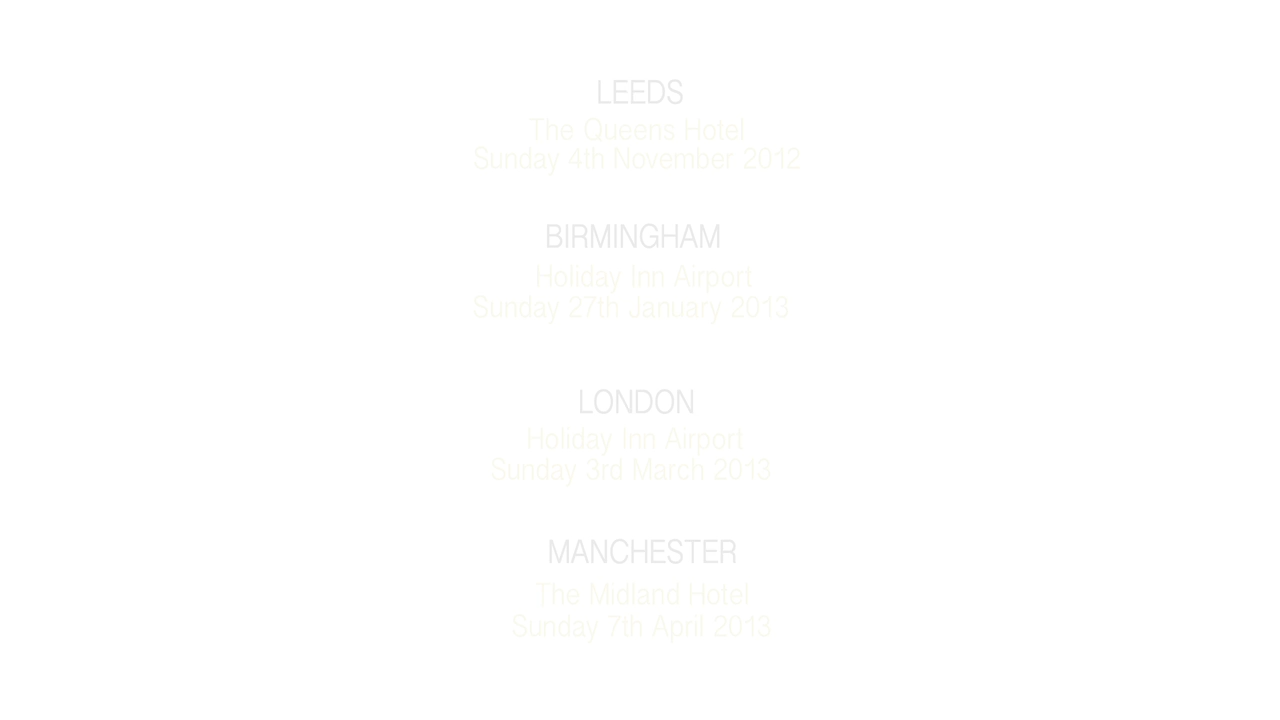 LEEDS
The Queens Hotel
Sunday 4th November 2012
BIRMINGHAM
Holiday Inn Airport
Sunday 27th January 2013
LONDON
Holiday Inn Airport
Sunday 3rd March 2013
MANCHESTER
The Midland Hotel
Sunday 7th April 2013